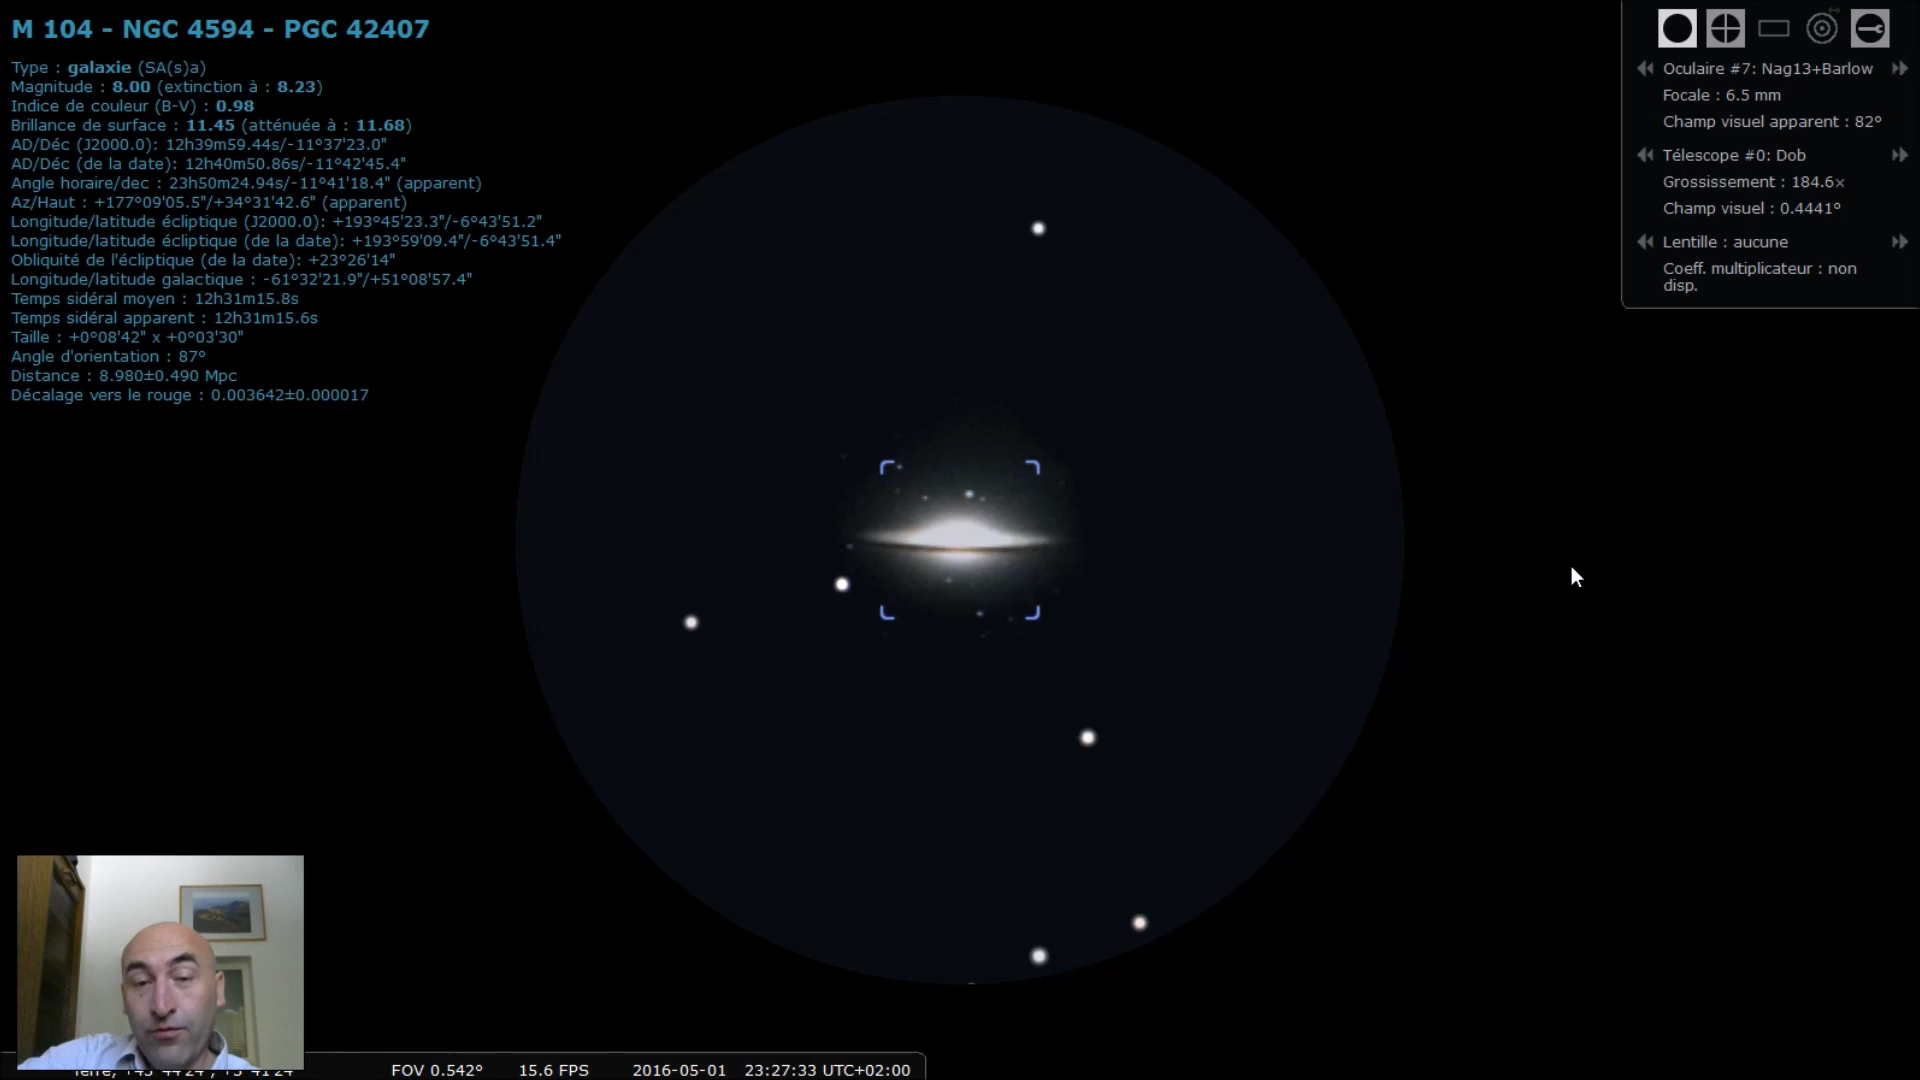 M 104 - NGC 4594 - PGC 42407
Type : galaxie (SA(s)a)
Magnitude : 8.00 (extinction à : 8.23)
Indice de couleur (B-V) : 0.98
Brillance de surface : 11.45 (atténuée à : 11.68)
AD/Déc (J2000.0): 12h39m59.44s/-11°37'23.0"
AD/Déc (de la date): 12h40m50.86s/-11°42'45.4"
Angle horaire/dec : 23h50m24.94s/-11°41'18.4" (apparent)
Az/Haut : +177°09'05.5"/+34°31'42.6" (apparent)
Longitude/latitude écliptique (J2000.0): +193°45'23.3"/-6°43'51.2"
Longitude/latitude écliptique (de la date): +193°59'09.4"/-6°43'51.4"
Obliquité de l'écliptique (de la date): +23°26'14"
Longitude/latitude galactique : -61°32'21.9"/+51°08'57.4"
Temps sidéral moyen : 12h31m15.8s
Temps sidéral apparent : 12h31m15.6s
Taille : +0°08'42" x +0°03'30"
Angle d'orientation : 87°
Distance : 8.980±0.490 Mpc
Décalage vers le rouge : 0.003642±0.000017
Oculaire #7: Nag13+Barlow
Focale : 6.5 mm
Champ visuel apparent : 82°
Télescope #0: Dob
Grossissement : 184.6×
Champ visuel : 0.4441°
Lentille : aucune
Coeff. multiplicateur : non
disp.
FOV 0.542° 15.6 FPS 2016-05-01 23:27:33 UTC+02:00